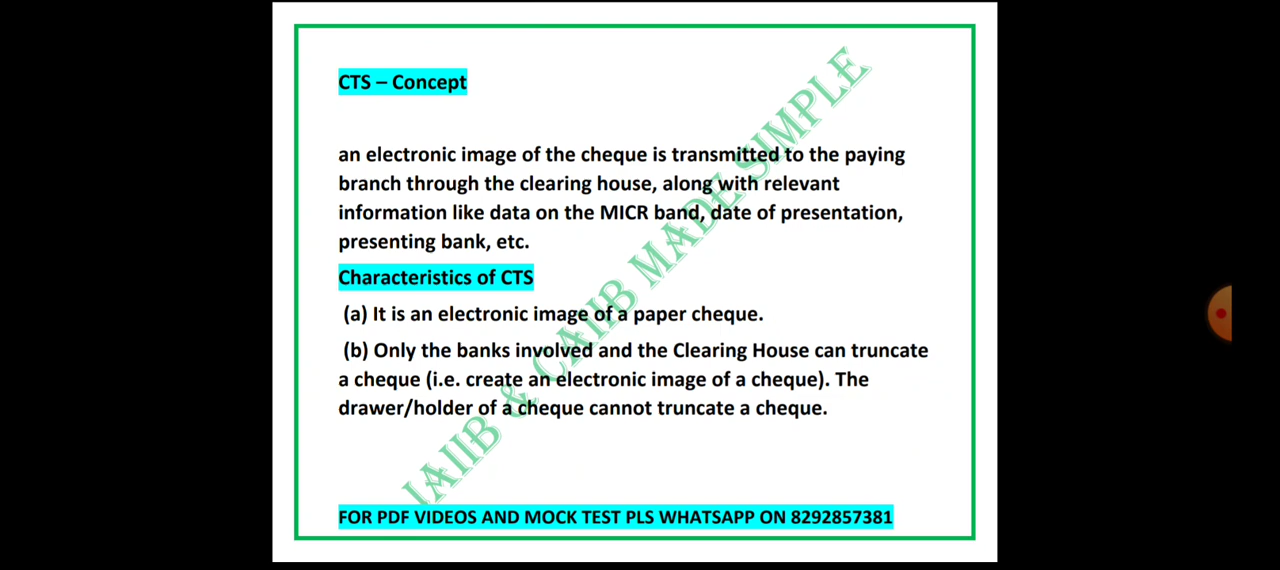 CTS – Concept
an electronic image of the cheque is transmitted to the paying
branch through the clearing house, along with relevant
information like data on the MICR band, date of presentation,
presenting bank, etc.
Characteristics of CTS
(a) It is an electronic image of a paper cheque.
(b) Only the banks involved and the Clearing House can truncate
a cheque (i.e. create an electronic image of a cheque). The
drawer/holder of a cheque cannot truncate a cheque.
JAIIB & CAIIB MADE SIMPLE
FOR PDF VIDEOS AND MOCK TEST PLS WHATSAPP ON 8292857381